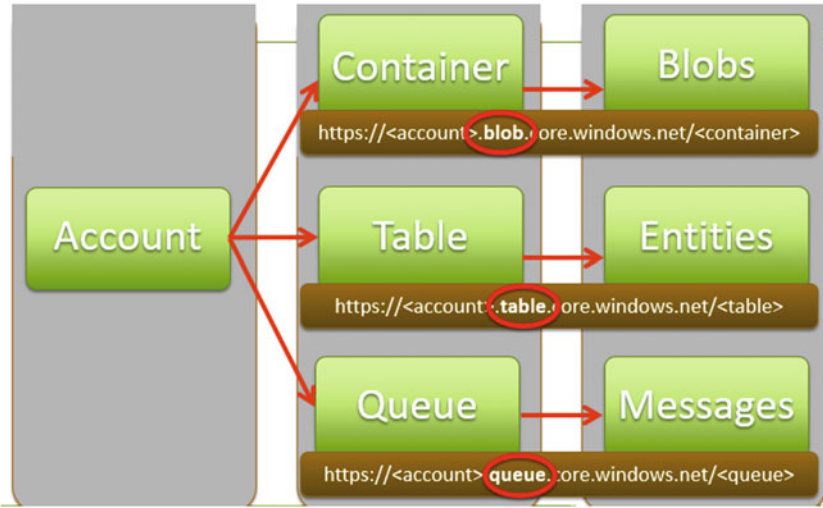 Container
Blobs
https://<account>.blob.core.windows.net/<container>
Account
Table
Entities
https://<account>.table.core.windows.net/<table>
Queue
Messages
https://<account>.queue.core.windows.net/<queue>